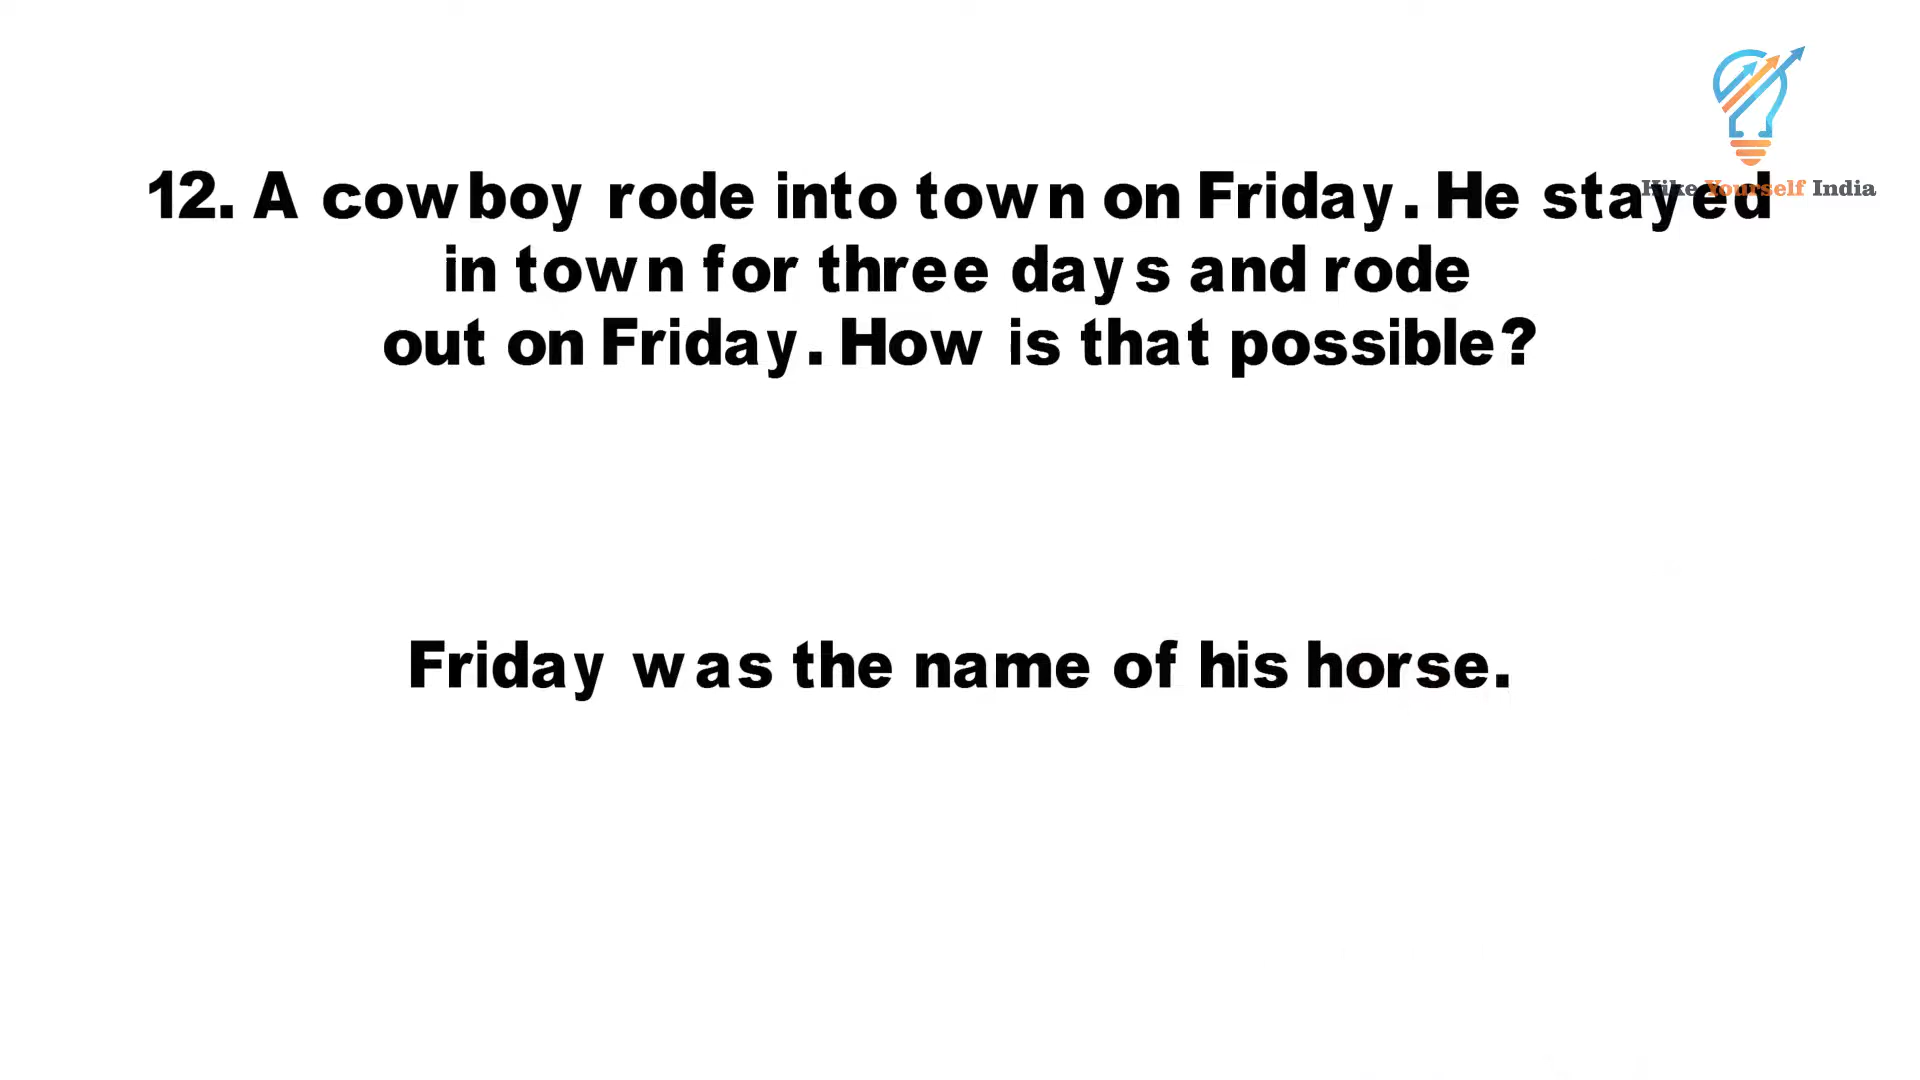 12. A cowboy rode into town on Friday. He stayed
in town for three days and rode
out on Friday. How is that possible?
Friday was the name of his horse.
Hike Yourself India